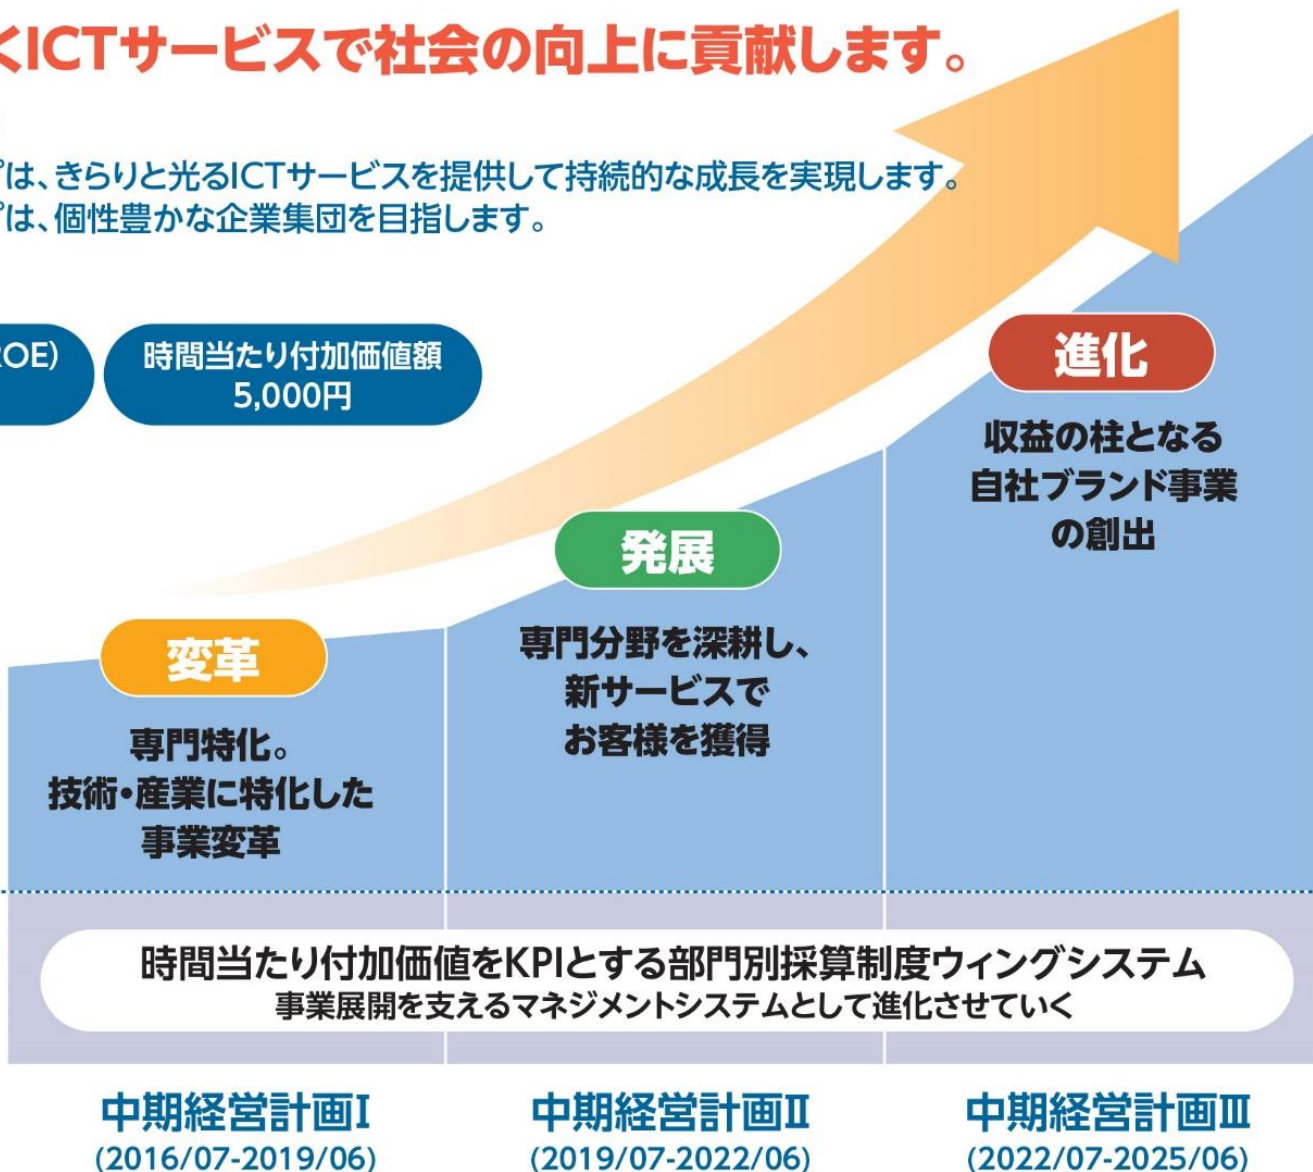 くICTサービスで社会の向上に貢献します。
は、きらりと光るICTサービスを提供して持続的な成長を実現します。
は、個性豊かな企業集団を目指します。
ROE)
時間当たり付加価値額
5,000円
進化
収益の柱となる
自社ブランド事業
の創出
発展
専門分野を深耕し、
新サービスで
お客様を獲得
変革
専門特化。
技術・産業に特化した
事業変革
時間当たり付加価値をKPIとする部門別採算制度ウィングシステム
事業展開を支えるマネジメントシステムとして進化させていく
中期経営計画Ⅰ
(2016/07-2019/06)
中期経営計画Ⅱ
(2019/07-2022/06)
中期経営計画Ⅲ
(2022/07-2025/06)